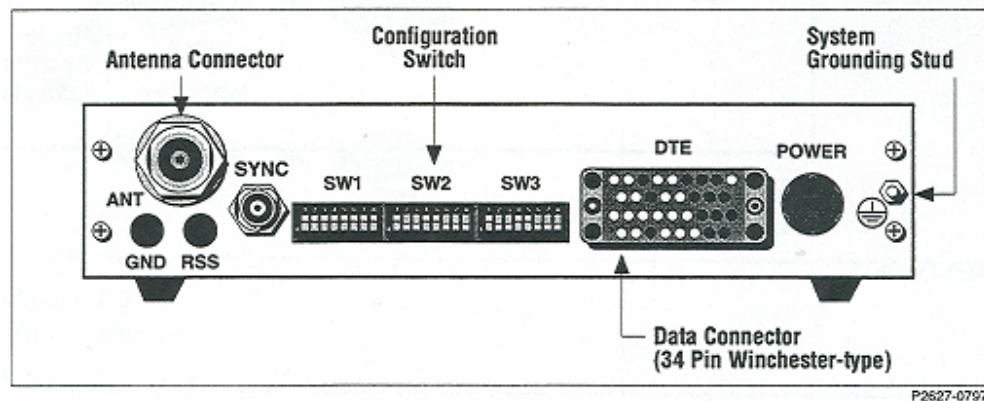 Antenna Connector
Configuration
Switch
System
Grounding Stud
ANT
SYNC
SW1
SW2
SW3
DTE
POWER
GND
RSS
Data Connector
(34 Pin Winchester-type)
P2627-0797